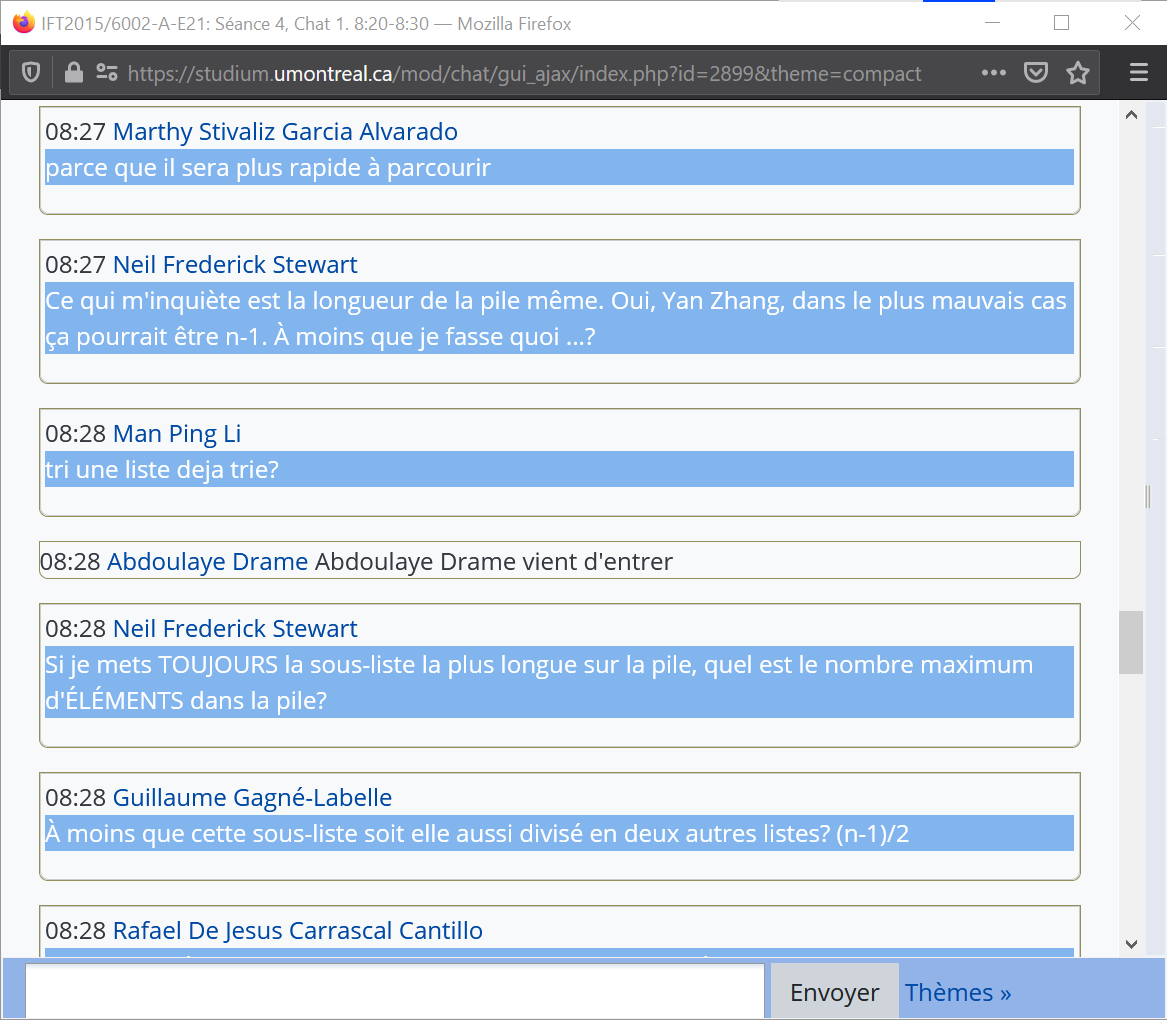 IFT2015/6002-A-E21: Séance 4, Chat 1. 8:20-8:30 — Mozilla Firefox
https://studium.umontreal.ca/mod/chat/gui_ajax/index.php?id=2899&theme=compact
08:27 Marthy Stivaliz Garcia Alvarado
parce que il sera plus rapide à parcourir
08:27 Neil Frederick Stewart
Ce qui m'inquiète est la longueur de la pile même. Oui, Yan Zhang, dans le plus mauvais cas
ça pourrait être n-1. À moins que je fasse quoi ...?
08:28 Man Ping Li
tri une liste deja trie?
08:28 Abdoulaye Drame Abdoulaye Drame vient d'entrer
08:28 Neil Frederick Stewart
Si je mets TOUJOURS la sous-liste la plus longue sur la pile, quel est le nombre maximum
d'ÉLÉMENTS dans la pile?
08:28 Guillaume Gagné-Labelle
À moins que cette sous-liste soit elle aussi divisé en deux autres listes? (n-1)/2
08:28 Rafael De Jesus Carrascal Cantillo
Envoyer Thèmes »